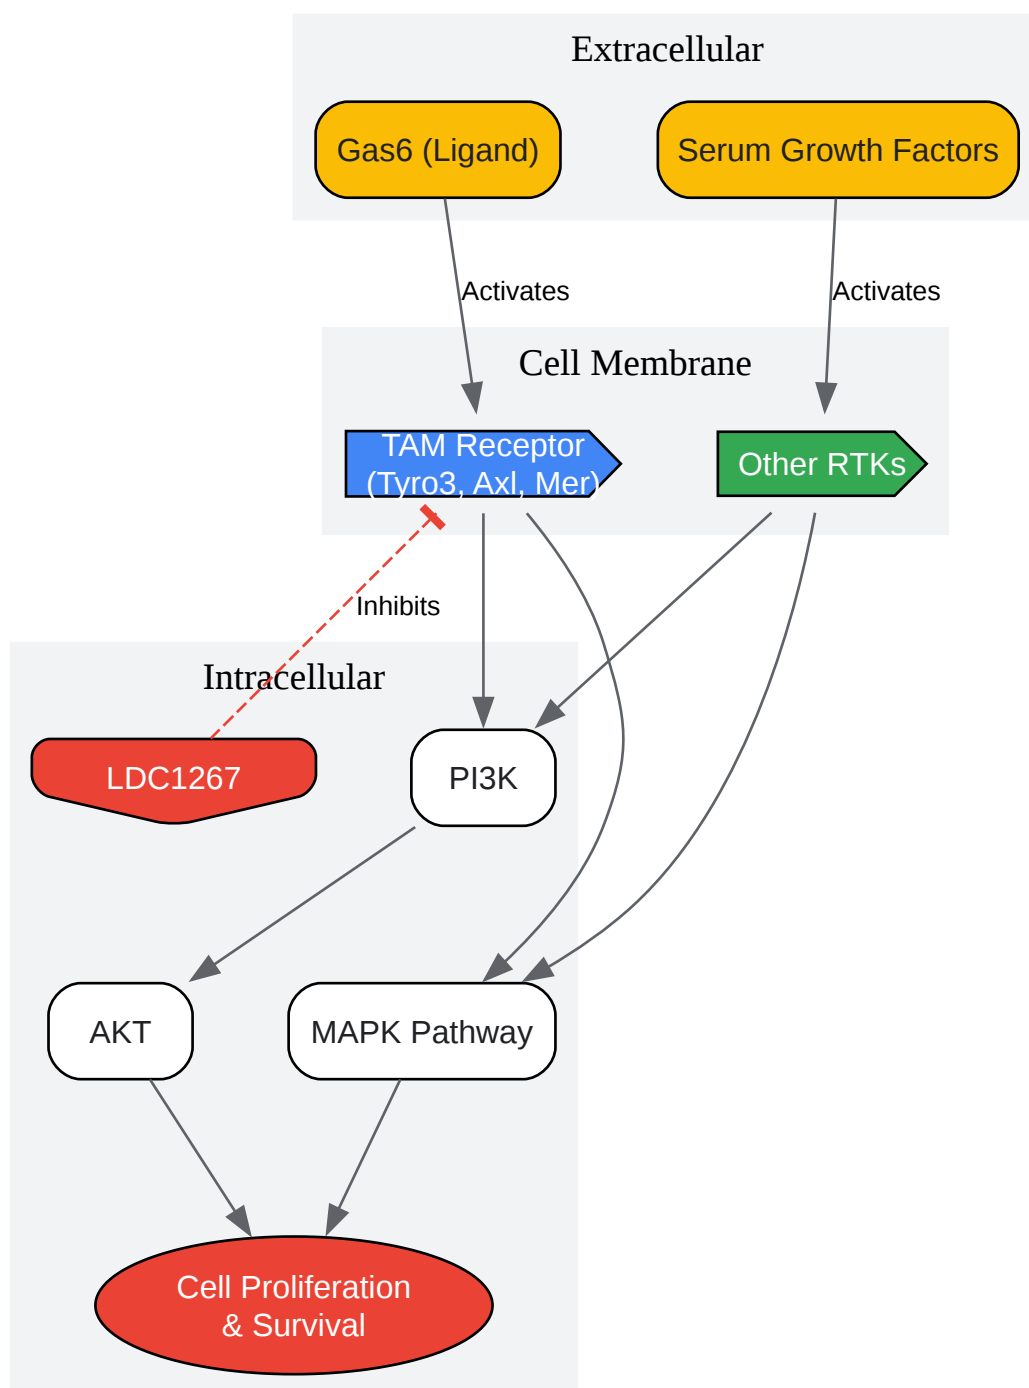 Extracellular
Gas6 (Ligand)
Serum Growth Factors
Activates
Activates
Cell Membrane
TAM Receptor
(Tyro3, Axl, Mer)
Other RTKs
Inhibits
Intracellular
LDC1267
PI3K
AKT
MAPK Pathway
Cell Proliferation
& Survival